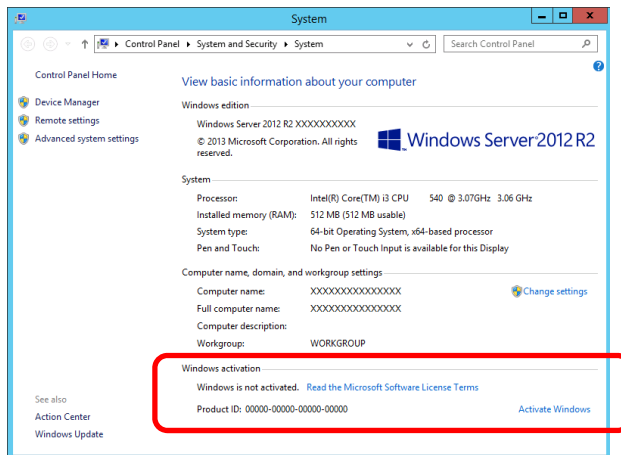 System
Control Panel ▸ System and Security ▸ System
Search Control Panel
Control Panel Home
Device Manager
Remote settings
Advanced system settings
See also
Action Center
Windows Update
View basic information about your computer
Windows edition
Windows Server 2012 R2 XXXXXXXXXX
© 2013 Microsoft Corporation. All rights
reserved.
Windows Server 2012 R2
System
Processor: Intel(R) Core(TM) i3 CPU 540 @ 3.07GHz 3.06 GHz
Installed memory (RAM): 512 MB (512 MB usable)
System type: 64-bit Operating System, x64-based processor
Pen and Touch: No Pen or Touch Input is available for this Display
Computer name, domain, and workgroup settings
Computer name: XXXXXXXXXXXXXXX
Change settings
Full computer name: XXXXXXXXXXXXXXX
Computer description:
Workgroup: WORKGROUP
Windows activation
Windows is not activated. Read the Microsoft Software License Terms
Product ID: 00000-00000-00000-00000
Activate Windows